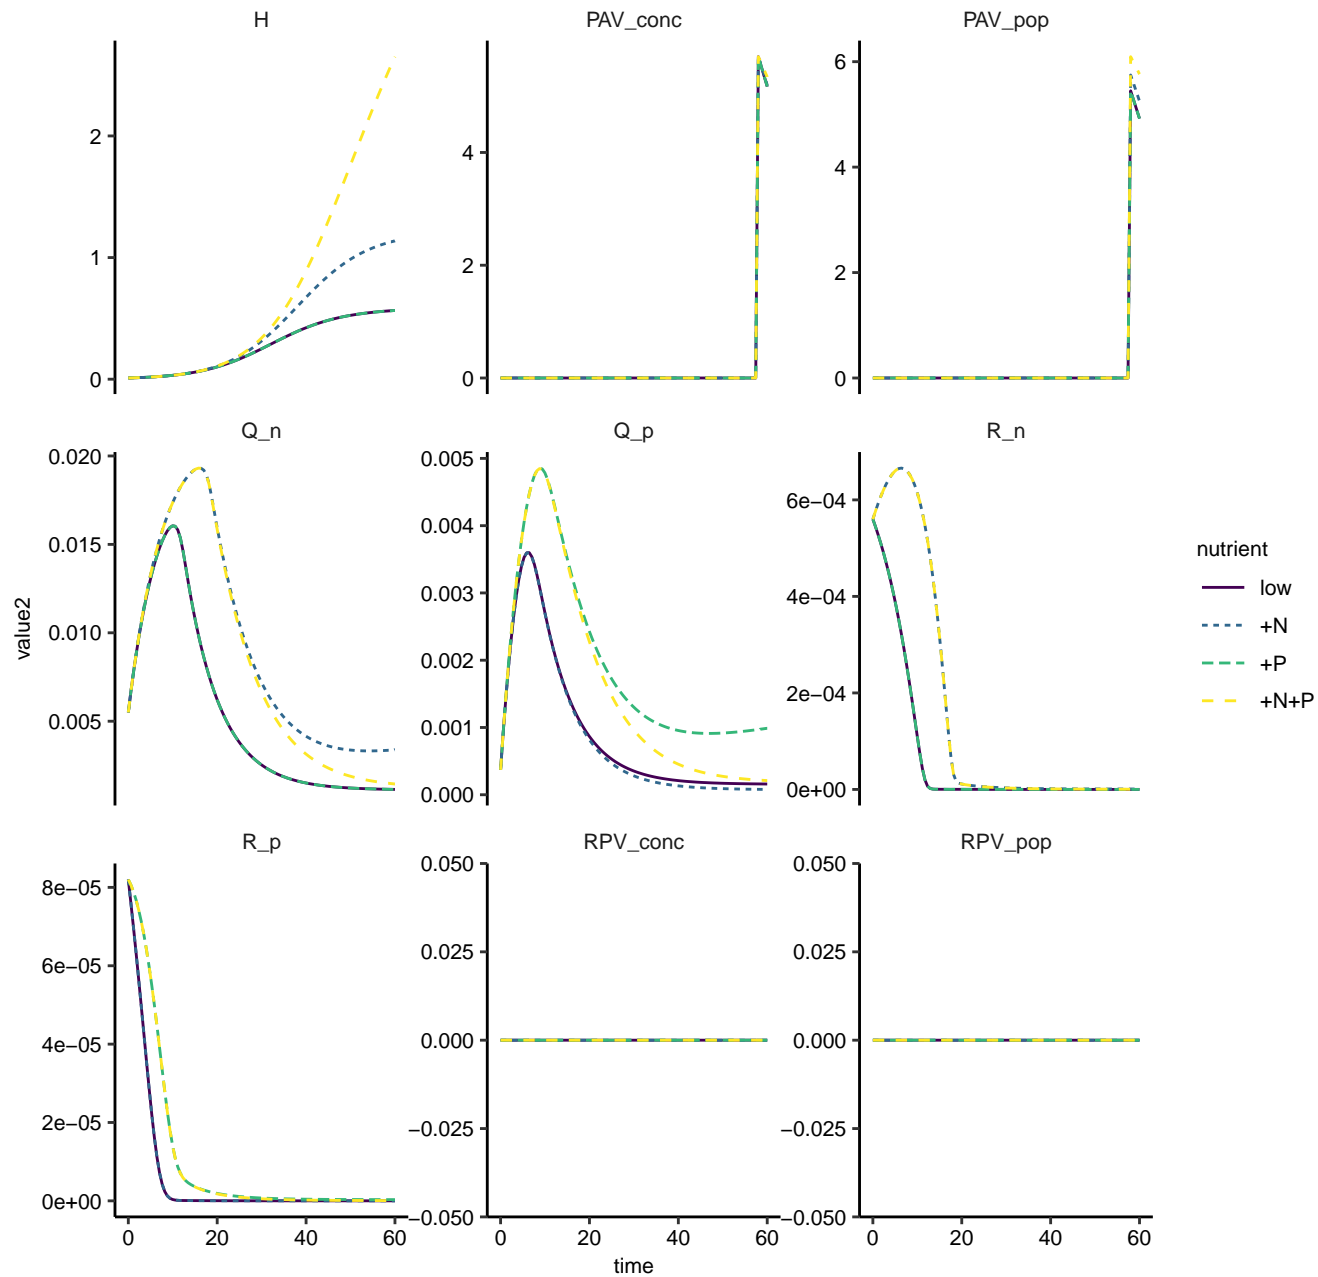 H PAV_conc PAV_pop
2
1
0
4
2
0
6
4
2
0
Q_n Q_p R_n
0.020
0.015
0.010
0.005
0.005
0.004
0.003
0.002
0.001
0.000
6e−04
4e−04
2e−04
0e+00
R_p RPV_conc RPV_pop
8e−05
6e−05
4e−05
2e−05
0e+00
0.050
0.025
0.000
−0.025
−0.050
0.050
0.025
0.000
−0.025
−0.050
0 20 40 60 0 20 40 60 0 20 40 60
time
value2
nutrient
low
+N
+P
+N+P